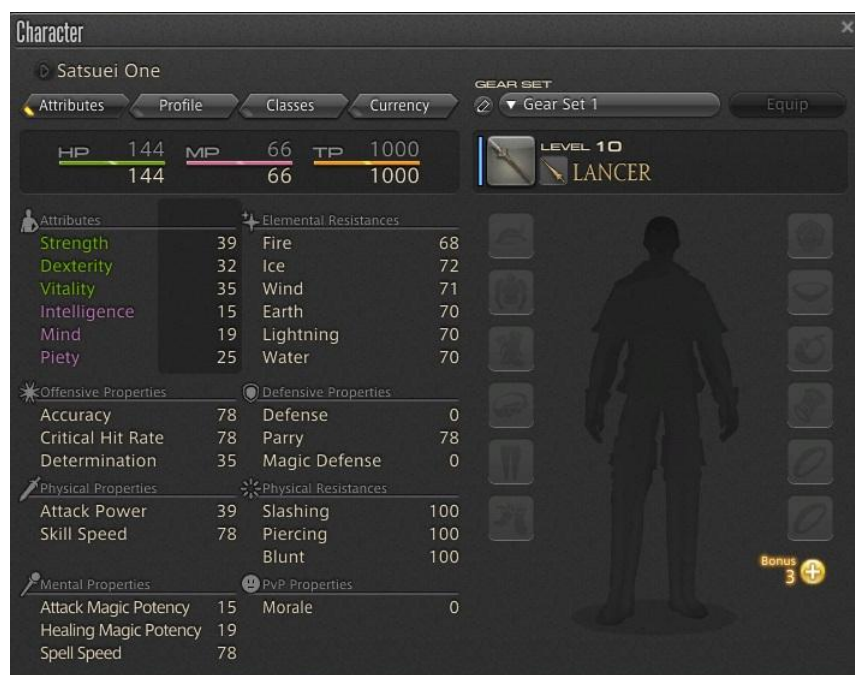 Character
Satsuei One
Attributes Profile Classes Currency
GEAR SET
Gear Set 1 Equip
HP 144 MP 66 TP 1000
144 66 1000
LEVEL 10
LANCER
Attributes
Strength 39
Dexterity 32
Vitality 35
Intelligence 15
Mind 19
Piety 25
Elemental Resistances
Fire 68
Ice 72
Wind 71
Earth 70
Lightning 70
Water 70
Offensive Properties
Accuracy 78
Critical Hit Rate 78
Determination 35
Defensive Properties
Defense 0
Parry 78
Magic Defense 0
Physical Properties
Attack Power 39
Skill Speed 78
Physical Resistances
Slashing 100
Piercing 100
Blunt 100
Mental Properties
Attack Magic Potency 15
Healing Magic Potency 19
Spell Speed 78
PvP Properties
Morale 0
Bonus
3